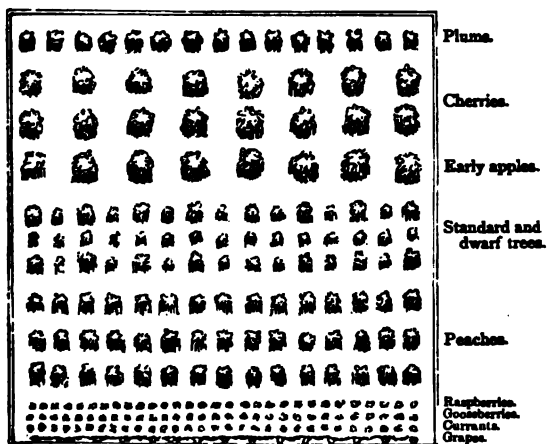 Plums.
Cherries.
Early apples.
Standard and
dwarf trees.
Peaches.
Raspberries.
Gooseberries.
Currants.
Grapes.